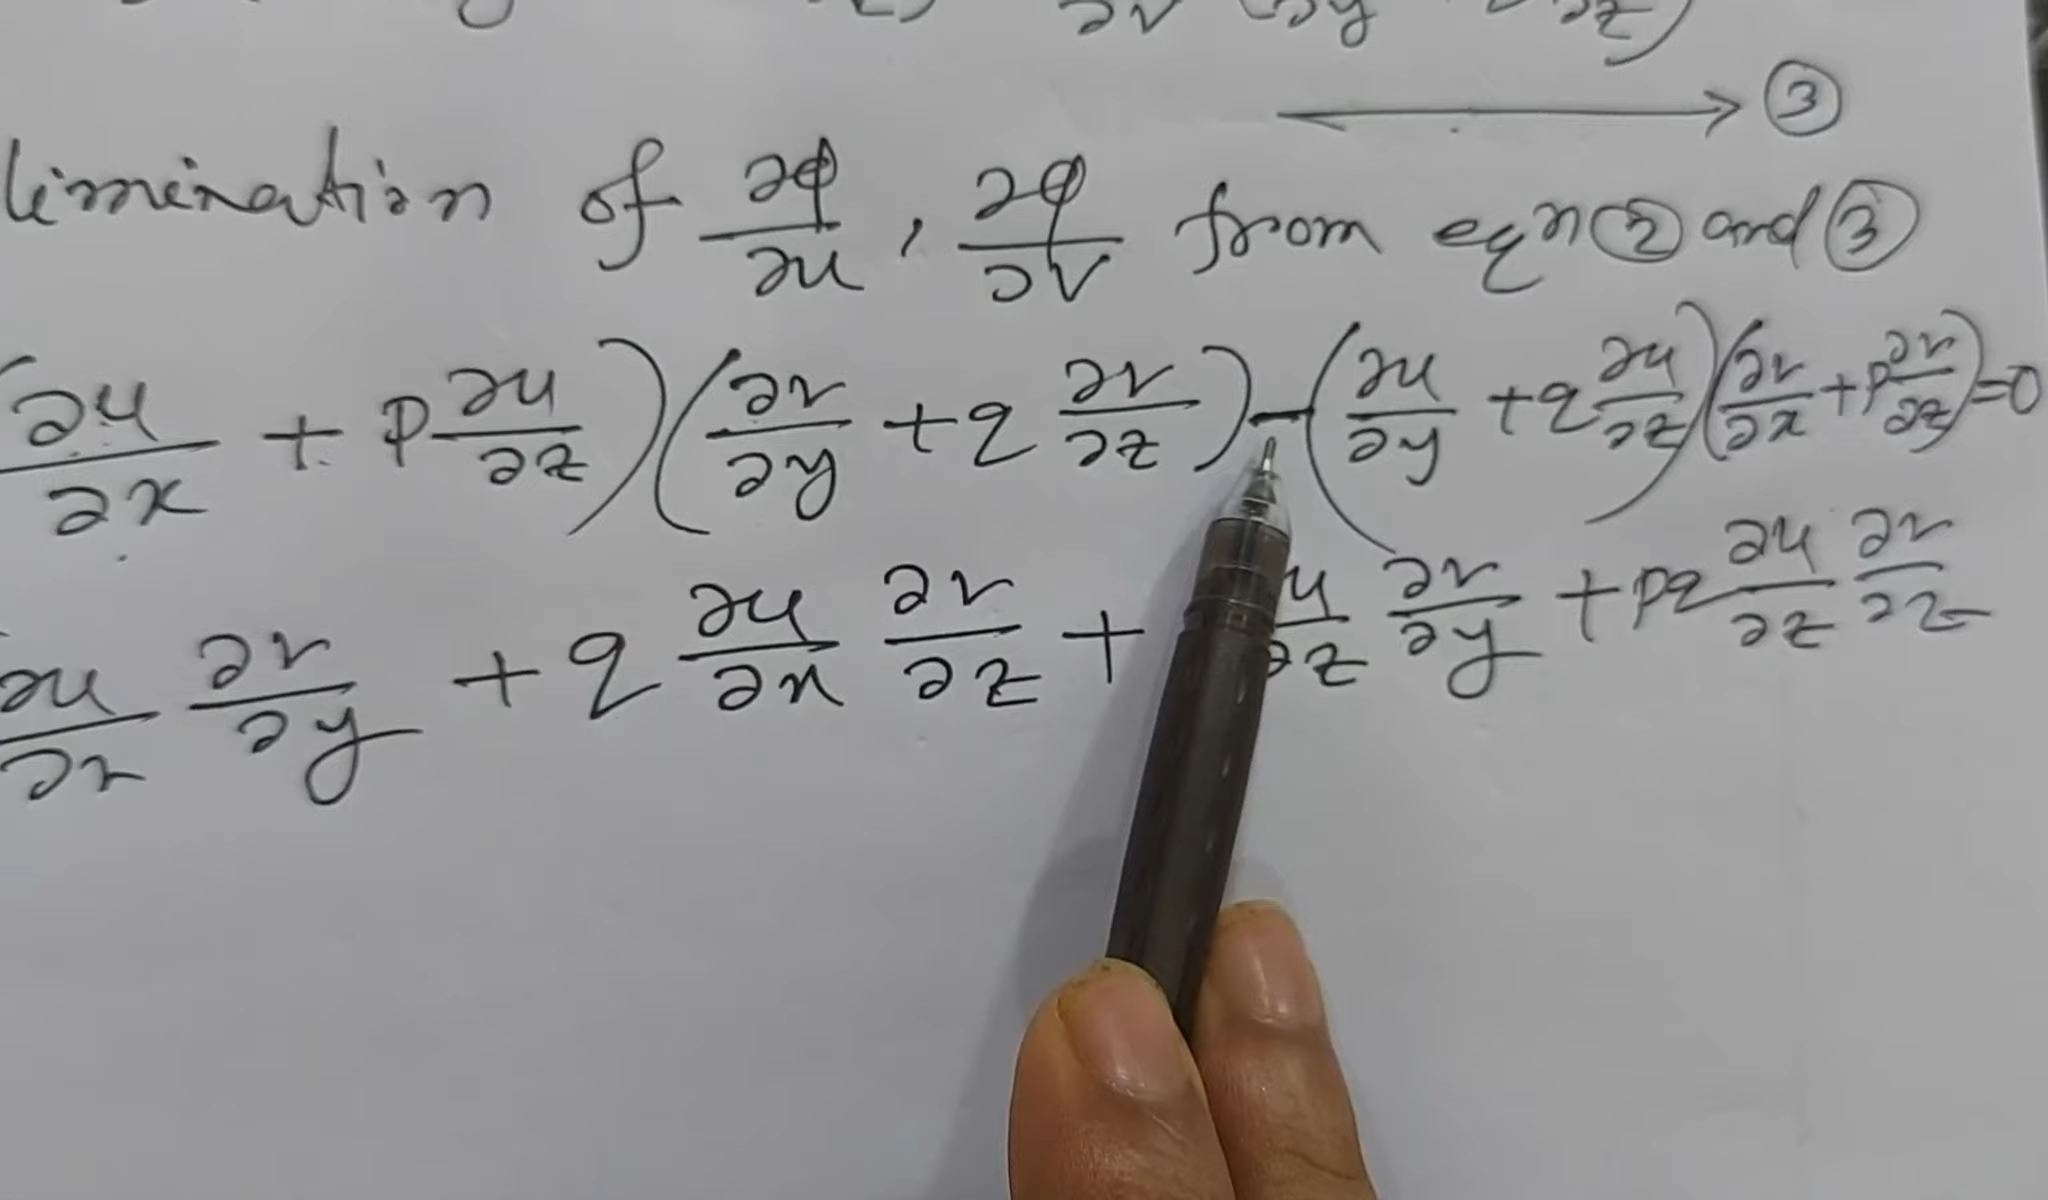 ∂v ∂y ∂z)
→ ③
limination of ∂φ/∂u, ∂φ/∂v from eqn ② and ③
(∂u/∂x + p ∂u/∂z)(∂v/∂y + q ∂v/∂z) - (∂u/∂y + q ∂u/∂z)(∂v/∂x + p ∂v/∂z) = 0
∂u/∂x ∂v/∂y + q ∂u/∂x ∂v/∂z + u/∂z ∂v/∂y + pq ∂u/∂z ∂v/∂z